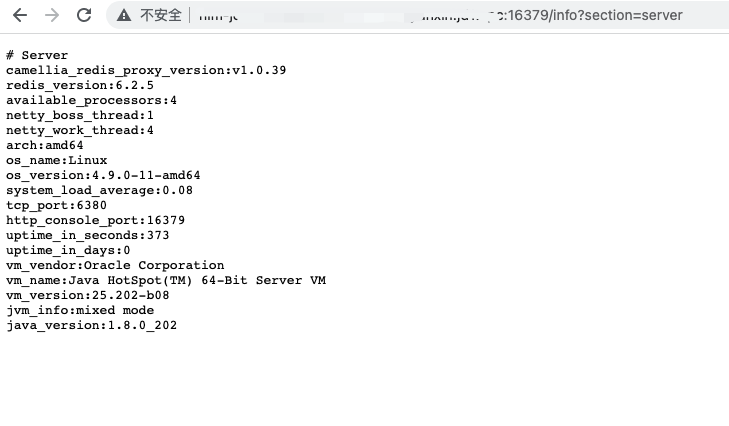 不安全
:16379/info?section=server
# Server
camellia_redis_proxy_version:v1.0.39
redis_version:6.2.5
available_processors:4
netty_boss_thread:1
netty_work_thread:4
arch:amd64
os_name:Linux
os_version:4.9.0-11-amd64
system_load_average:0.08
tcp_port:6380
http_console_port:16379
uptime_in_seconds:373
uptime_in_days:0
vm_vendor:Oracle Corporation
vm_name:Java HotSpot(TM) 64-Bit Server VM
vm_version:25.202-b08
jvm_info:mixed mode
java_version:1.8.0_202